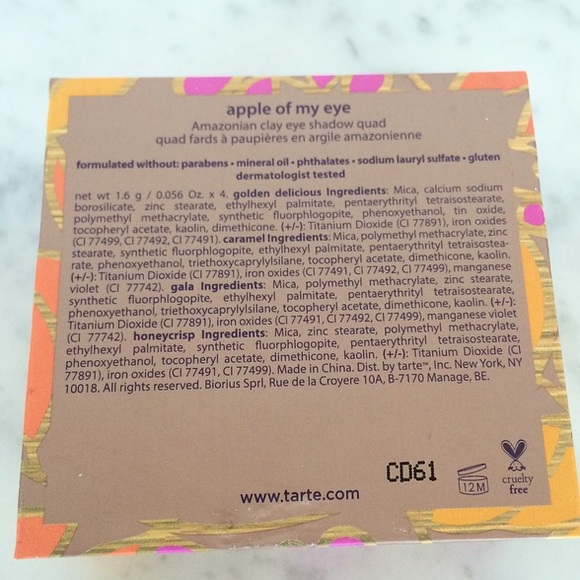 apple of my eye
Amazonian clay eye shadow quad
quad fards à paupières en argile amazonienne
formulated without: parabens • mineral oil • phthalates • sodium lauryl sulfate • gluten
dermatologist tested
net wt 1.6 g / 0.056 Oz. x 4. golden delicious Ingredients: Mica, calcium sodium
borosilicate, zinc stearate, ethylhexyl palmitate, pentaerythrityl tetraisostearate,
polymethyl methacrylate, synthetic fluorphlogopite, phenoxyethanol, tin oxide,
tocopheryl acetate, kaolin, dimethicone. (+/-): Titanium Dioxide (CI 77891), iron oxides
(CI 77499, CI 77492, CI 77491). caramel Ingredients: Mica, polymethyl methacrylate, zinc
stearate, synthetic fluorphlogopite, ethylhexyl palmitate, pentaerythrityl tetraisostea-
rate, phenoxyethanol, triethoxycaprylylsilane, tocopheryl acetate, dimethicone, kaolin.
(+/-): Titanium Dioxide (CI 77891), iron oxides (CI 77491, CI 77492, CI 77499), manganese
violet (CI 77742). gala Ingredients: Mica, polymethyl methacrylate, zinc stearate,
synthetic fluorphlogopite, ethylhexyl palmitate, pentaerythrityl tetraisostearate,
phenoxyethanol, triethoxycaprylylsilane, tocopheryl acetate, dimethicone, kaolin. (+/-):
Titanium Dioxide (CI 77891), iron oxides (CI 77491, CI 77492, CI 77499), manganese violet
(CI 77742). honeycrisp Ingredients: Mica, zinc stearate, polymethyl methacrylate,
ethylhexyl palmitate, synthetic fluorphlogopite, pentaerythrityl tetraisostearate,
phenoxyethanol, tocopheryl acetate, dimethicone, kaolin. (+/-): Titanium Dioxide (CI
77891), iron oxides (CI 77491, CI 77499). Made in China. Dist. by tarte™, Inc. New York, NY
10018. All rights reserved. Biorius Sprl, Rue de la Croyere 10A, B-7170 Manage, BE.
CD61
12M
cruelty
free
www.tarte.com